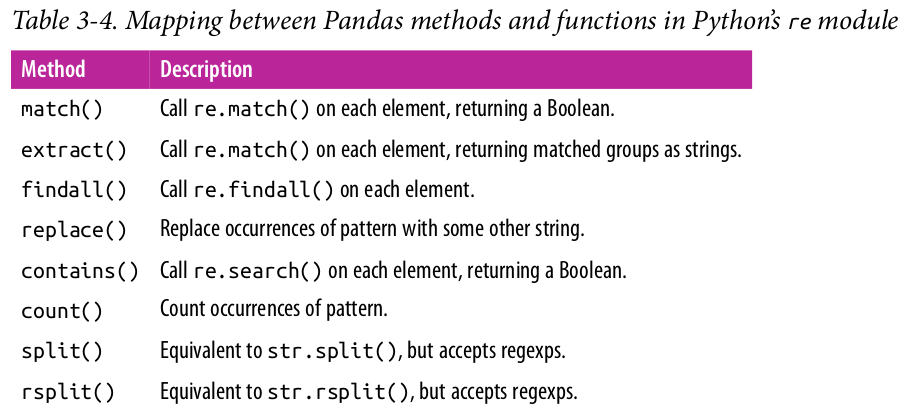 Table 3-4. Mapping between Pandas methods and functions in Python’s re module
Method Description
match() Call re.match() on each element, returning a Boolean.
extract() Call re.match() on each element, returning matched groups as strings.
findall() Call re.findall() on each element.
replace() Replace occurrences of pattern with some other string.
contains() Call re.search() on each element, returning a Boolean.
count() Count occurrences of pattern.
split() Equivalent to str.split(), but accepts regexps.
rsplit() Equivalent to str.rsplit(), but accepts regexps.